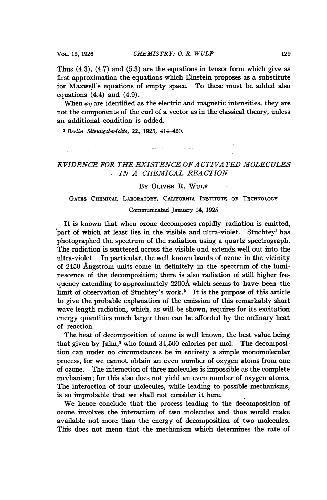 VOL. 12, 1926 CHEMISTRY: O. R. WULF 129
Thus (4.3), (4.7) and (5.3) are the equations in tensor form which give as
first approximation the equations which Einstein proposes as a substitute
for Maxwell's equations of empty space. To these must be added also
equations (4.4) and (4.9).
When are identified as the electric and magnetic intensities, they are
not the components of the curl of a vector as in the classical theory, unless
an additional condition is added.
Berlin Sitzungsberichte, 22, 1925, 414-420.
EVIDENCE FOR THE EXISTENCE OF ACTIVATED MOLECULES
IN A CHEMICAL REACTION
BY OLIVER R. WULF
GATES CHEMICAL LABORATORY, CALIFORNIA INSTITUTE OF TECHNOLOGY
Communicated January 14, 1926
It is known that when ozone decomposes rapidly radiation is emitted,
part of which at least lies in the visible and ultra-violet. Stuchtey¹ has
photographed the spectrum of the radiation using a quartz spectrograph.
The radiation is scattered across the visible and extends well out into the
ultra-violet. In particular, the well known bands of ozone in the vicinity
of 2450 Ångstrom units come in definitely in the spectrum of the lumi-
nescence of the decomposition; there is also radiation of still higher fre-
quency extending to approximately 2200Å which seems to have been the
limit of observation of Stuchtey's work.² It is the purpose of this article
to give the probable explanation of the emission of this remarkably short
wave length radiation, which, as will be shown, requires for its excitation
energy quantities much larger than can be afforded by the ordinary heat
of reaction.
The heat of decomposition of ozone is well known, the best value being
that given by Jahn,³ who found 34,500 calories per mol. The decomposi-
tion can under no circumstances be in entirety a simple monomolecular
process, for we cannot obtain an even number of oxygen atoms from one
of ozone. The interaction of three molecules is impossible as the complete
mechanism; for this also does not yield an even number of oxygen atoms.
The interaction of four molecules, while leading to possible mechanisms,
is so improbable that we shall not consider it here.
We hence conclude that the process leading to the decomposition of
ozone involves the interaction of two molecules and thus would make
available not more than the energy of decomposition of two molecules.
This does not mean that the mechanism which determines the rate of